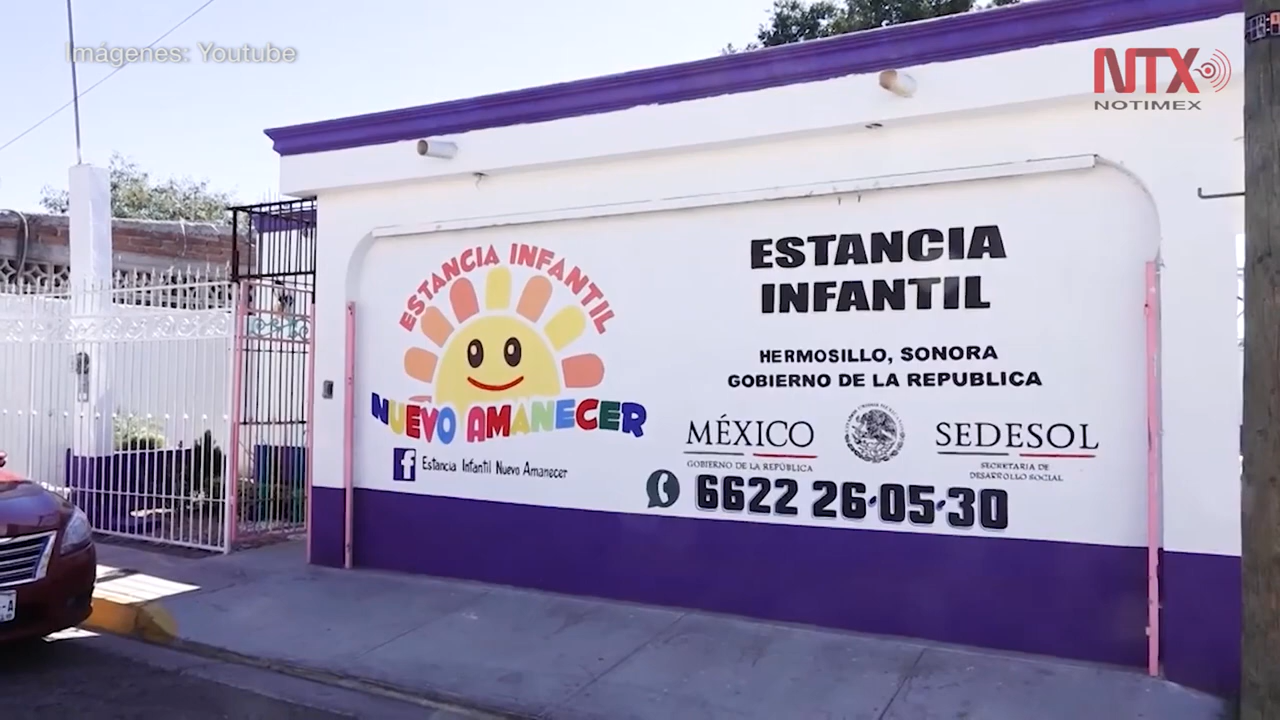 Imágenes: Youtube
NTX
NOTIMEX
ESTANCIA INFANTIL
NUEVO AMANECER
f Estancia Infantil Nuevo Amanecer
ESTANCIA
INFANTIL
HERMOSILLO, SONORA
GOBIERNO DE LA REPUBLICA
MÉXICO
GOBIERNO DE LA REPÚBLICA
SEDESOL
SECRETARIA DE
DESARROLLO SOCIAL
6622 26-05-30